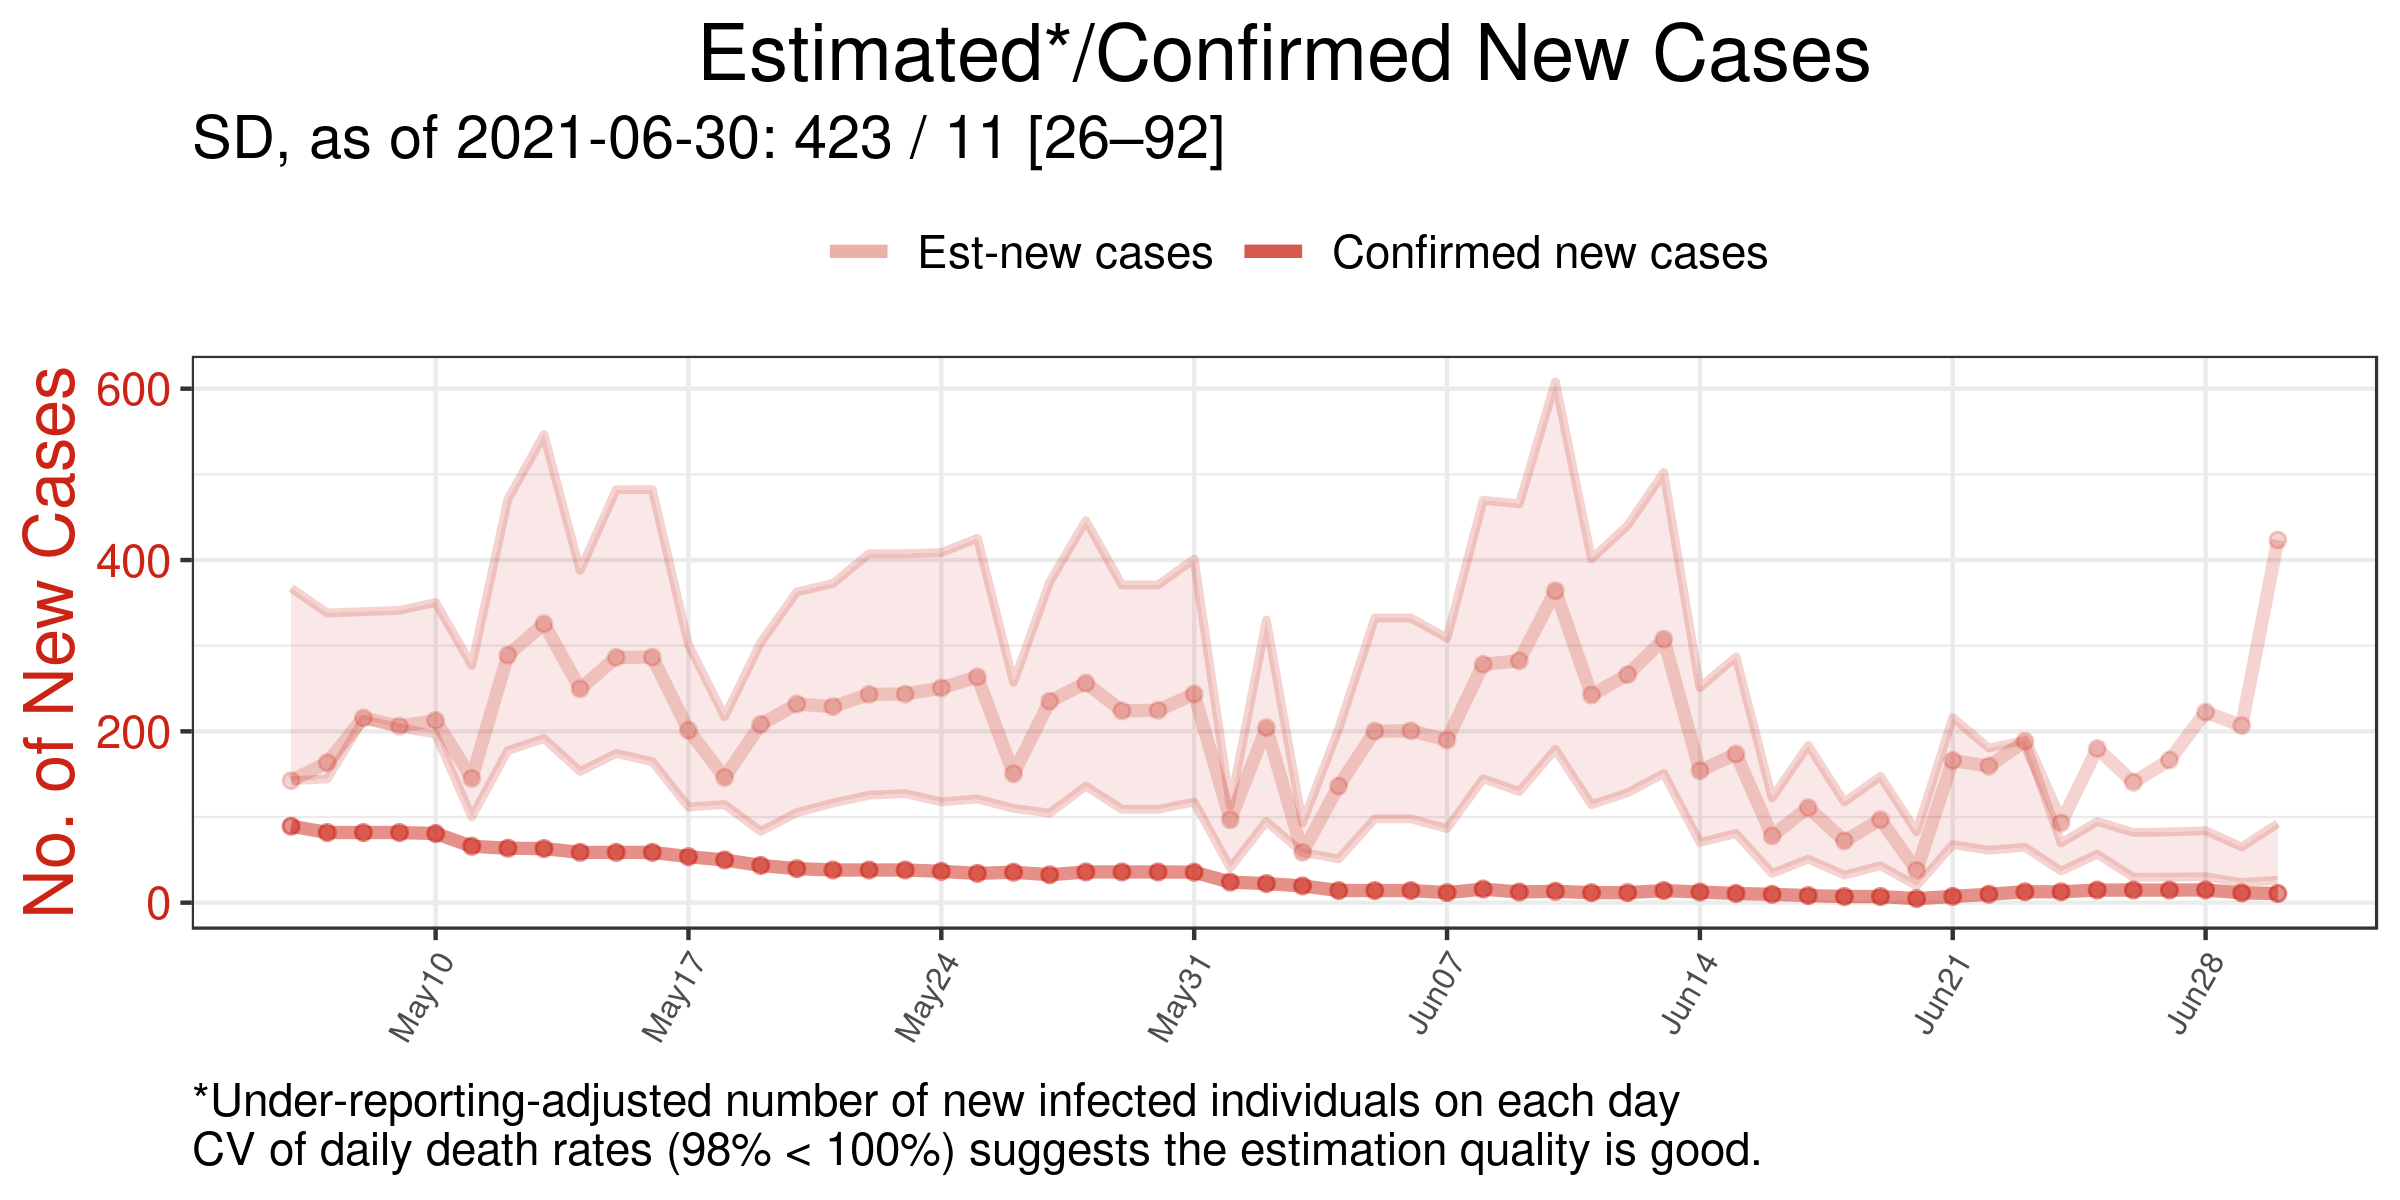 Estimated*/Confirmed New Cases
SD, as of 2021-06-30: 423 / 11 [26–92]
Est-new cases
Confirmed new cases
No. of New Cases
600
400
200
0
May10
May17
May24
May31
Jun07
Jun14
Jun21
Jun28
*Under-reporting-adjusted number of new infected individuals on each day
CV of daily death rates (98% < 100%) suggests the estimation quality is good.